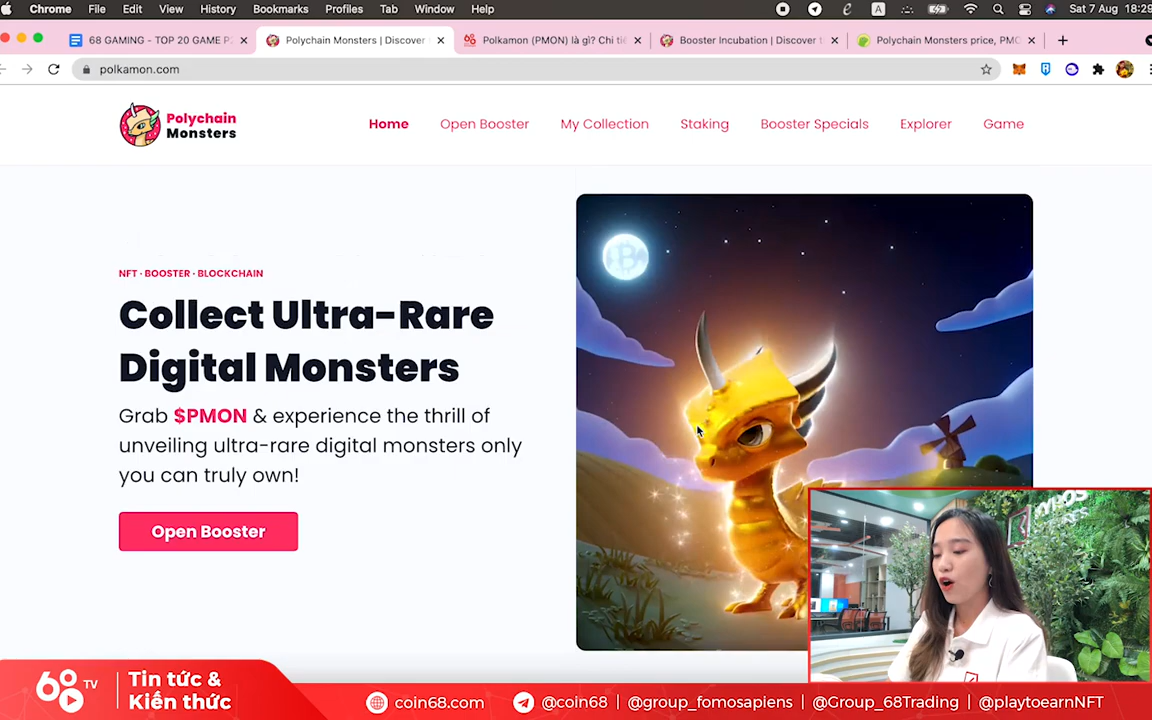 Chrome File Edit View History Bookmarks Profiles Tab Window Help
A
Sat 7 Aug 18:29
68 GAMING - TOP 20 GAME P2
Polychain Monsters | Discover
Polkamon (PMON) là gì? Chi tiế
Booster Incubation | Discover
Polychain Monsters price, PMO
polkamon.com
Polychain
Monsters
Home Open Booster My Collection Staking Booster Specials Explorer Game
NFT · BOOSTER · BLOCKCHAIN
Collect Ultra-Rare
Digital Monsters
Grab $PMON & experience the thrill of
unveiling ultra-rare digital monsters only
you can truly own!
Open Booster
68 TV
Tin tức &
Kiến thức
coin68.com
@coin68 | @group_fomosapiens | @Group_68Trading | @playtoearnNFT